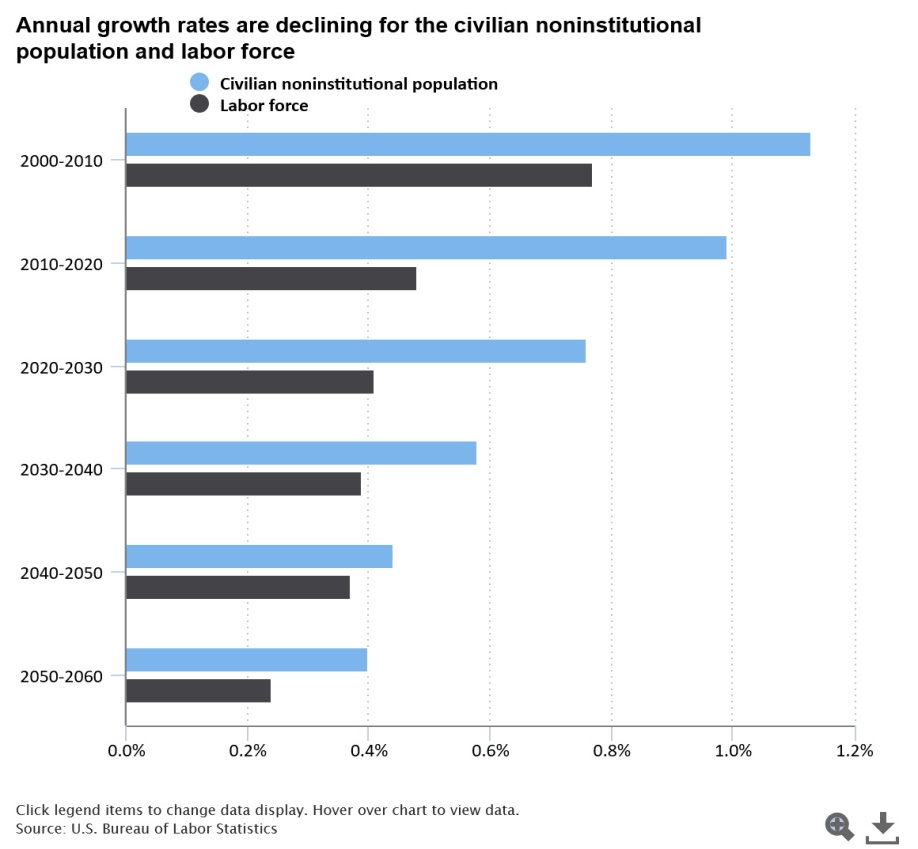 Annual growth rates are declining for the civilian noninstitutional
population and labor force
Civilian noninstitutional population
Labor force
2000-2010
2010-2020
2020-2030
2030-2040
2040-2050
2050-2060
0.0% 0.2% 0.4% 0.6% 0.8% 1.0% 1.2%
Click legend items to change data display. Hover over chart to view data.
Source: U.S. Bureau of Labor Statistics